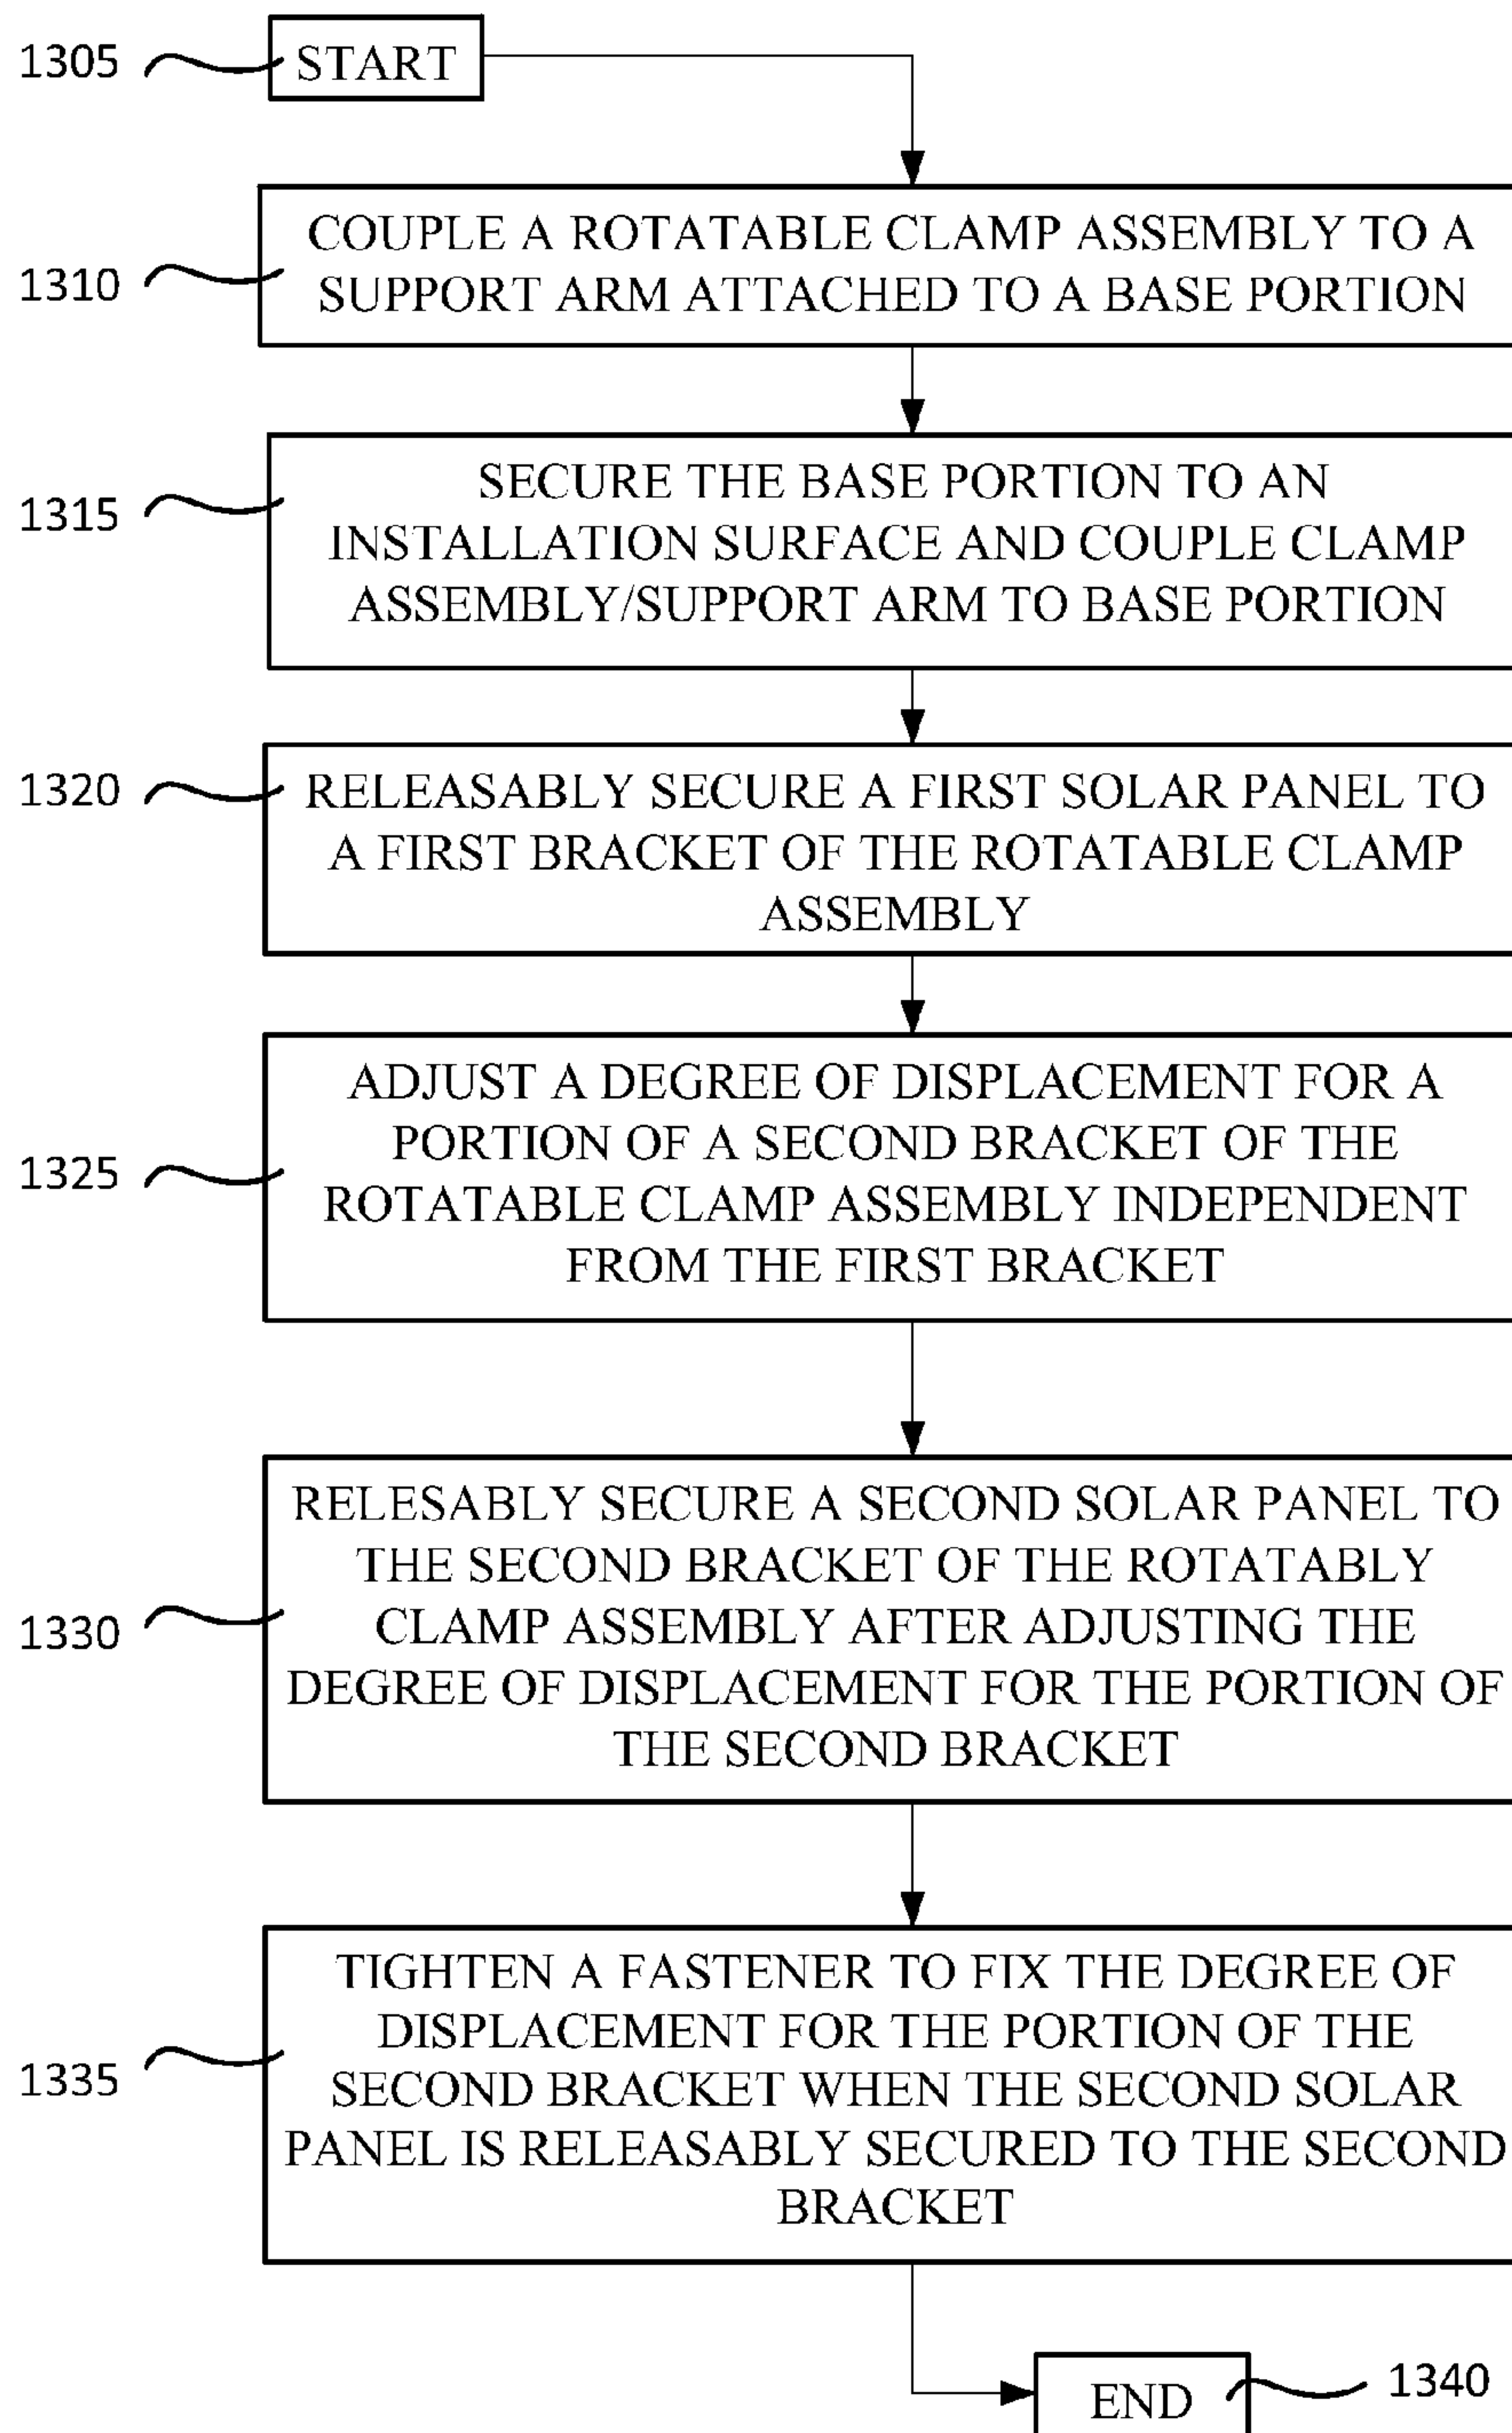 1305
START
1310
COUPLE A ROTATABLE CLAMP ASSEMBLY TO A
SUPPORT ARM ATTACHED TO A BASE PORTION
1315
SECURE THE BASE PORTION TO AN
INSTALLATION SURFACE AND COUPLE CLAMP
ASSEMBLY/SUPPORT ARM TO BASE PORTION
1320
RELEASABLY SECURE A FIRST SOLAR PANEL TO
A FIRST BRACKET OF THE ROTATABLE CLAMP
ASSEMBLY
1325
ADJUST A DEGREE OF DISPLACEMENT FOR A
PORTION OF A SECOND BRACKET OF THE
ROTATABLE CLAMP ASSEMBLY INDEPENDENT
FROM THE FIRST BRACKET
1330
RELESABLY SECURE A SECOND SOLAR PANEL TO
THE SECOND BRACKET OF THE ROTATABLY
CLAMP ASSEMBLY AFTER ADJUSTING THE
DEGREE OF DISPLACEMENT FOR THE PORTION OF
THE SECOND BRACKET
1335
TIGHTEN A FASTENER TO FIX THE DEGREE OF
DISPLACEMENT FOR THE PORTION OF THE
SECOND BRACKET WHEN THE SECOND SOLAR
PANEL IS RELEASABLY SECURED TO THE SECOND
BRACKET
END
1340